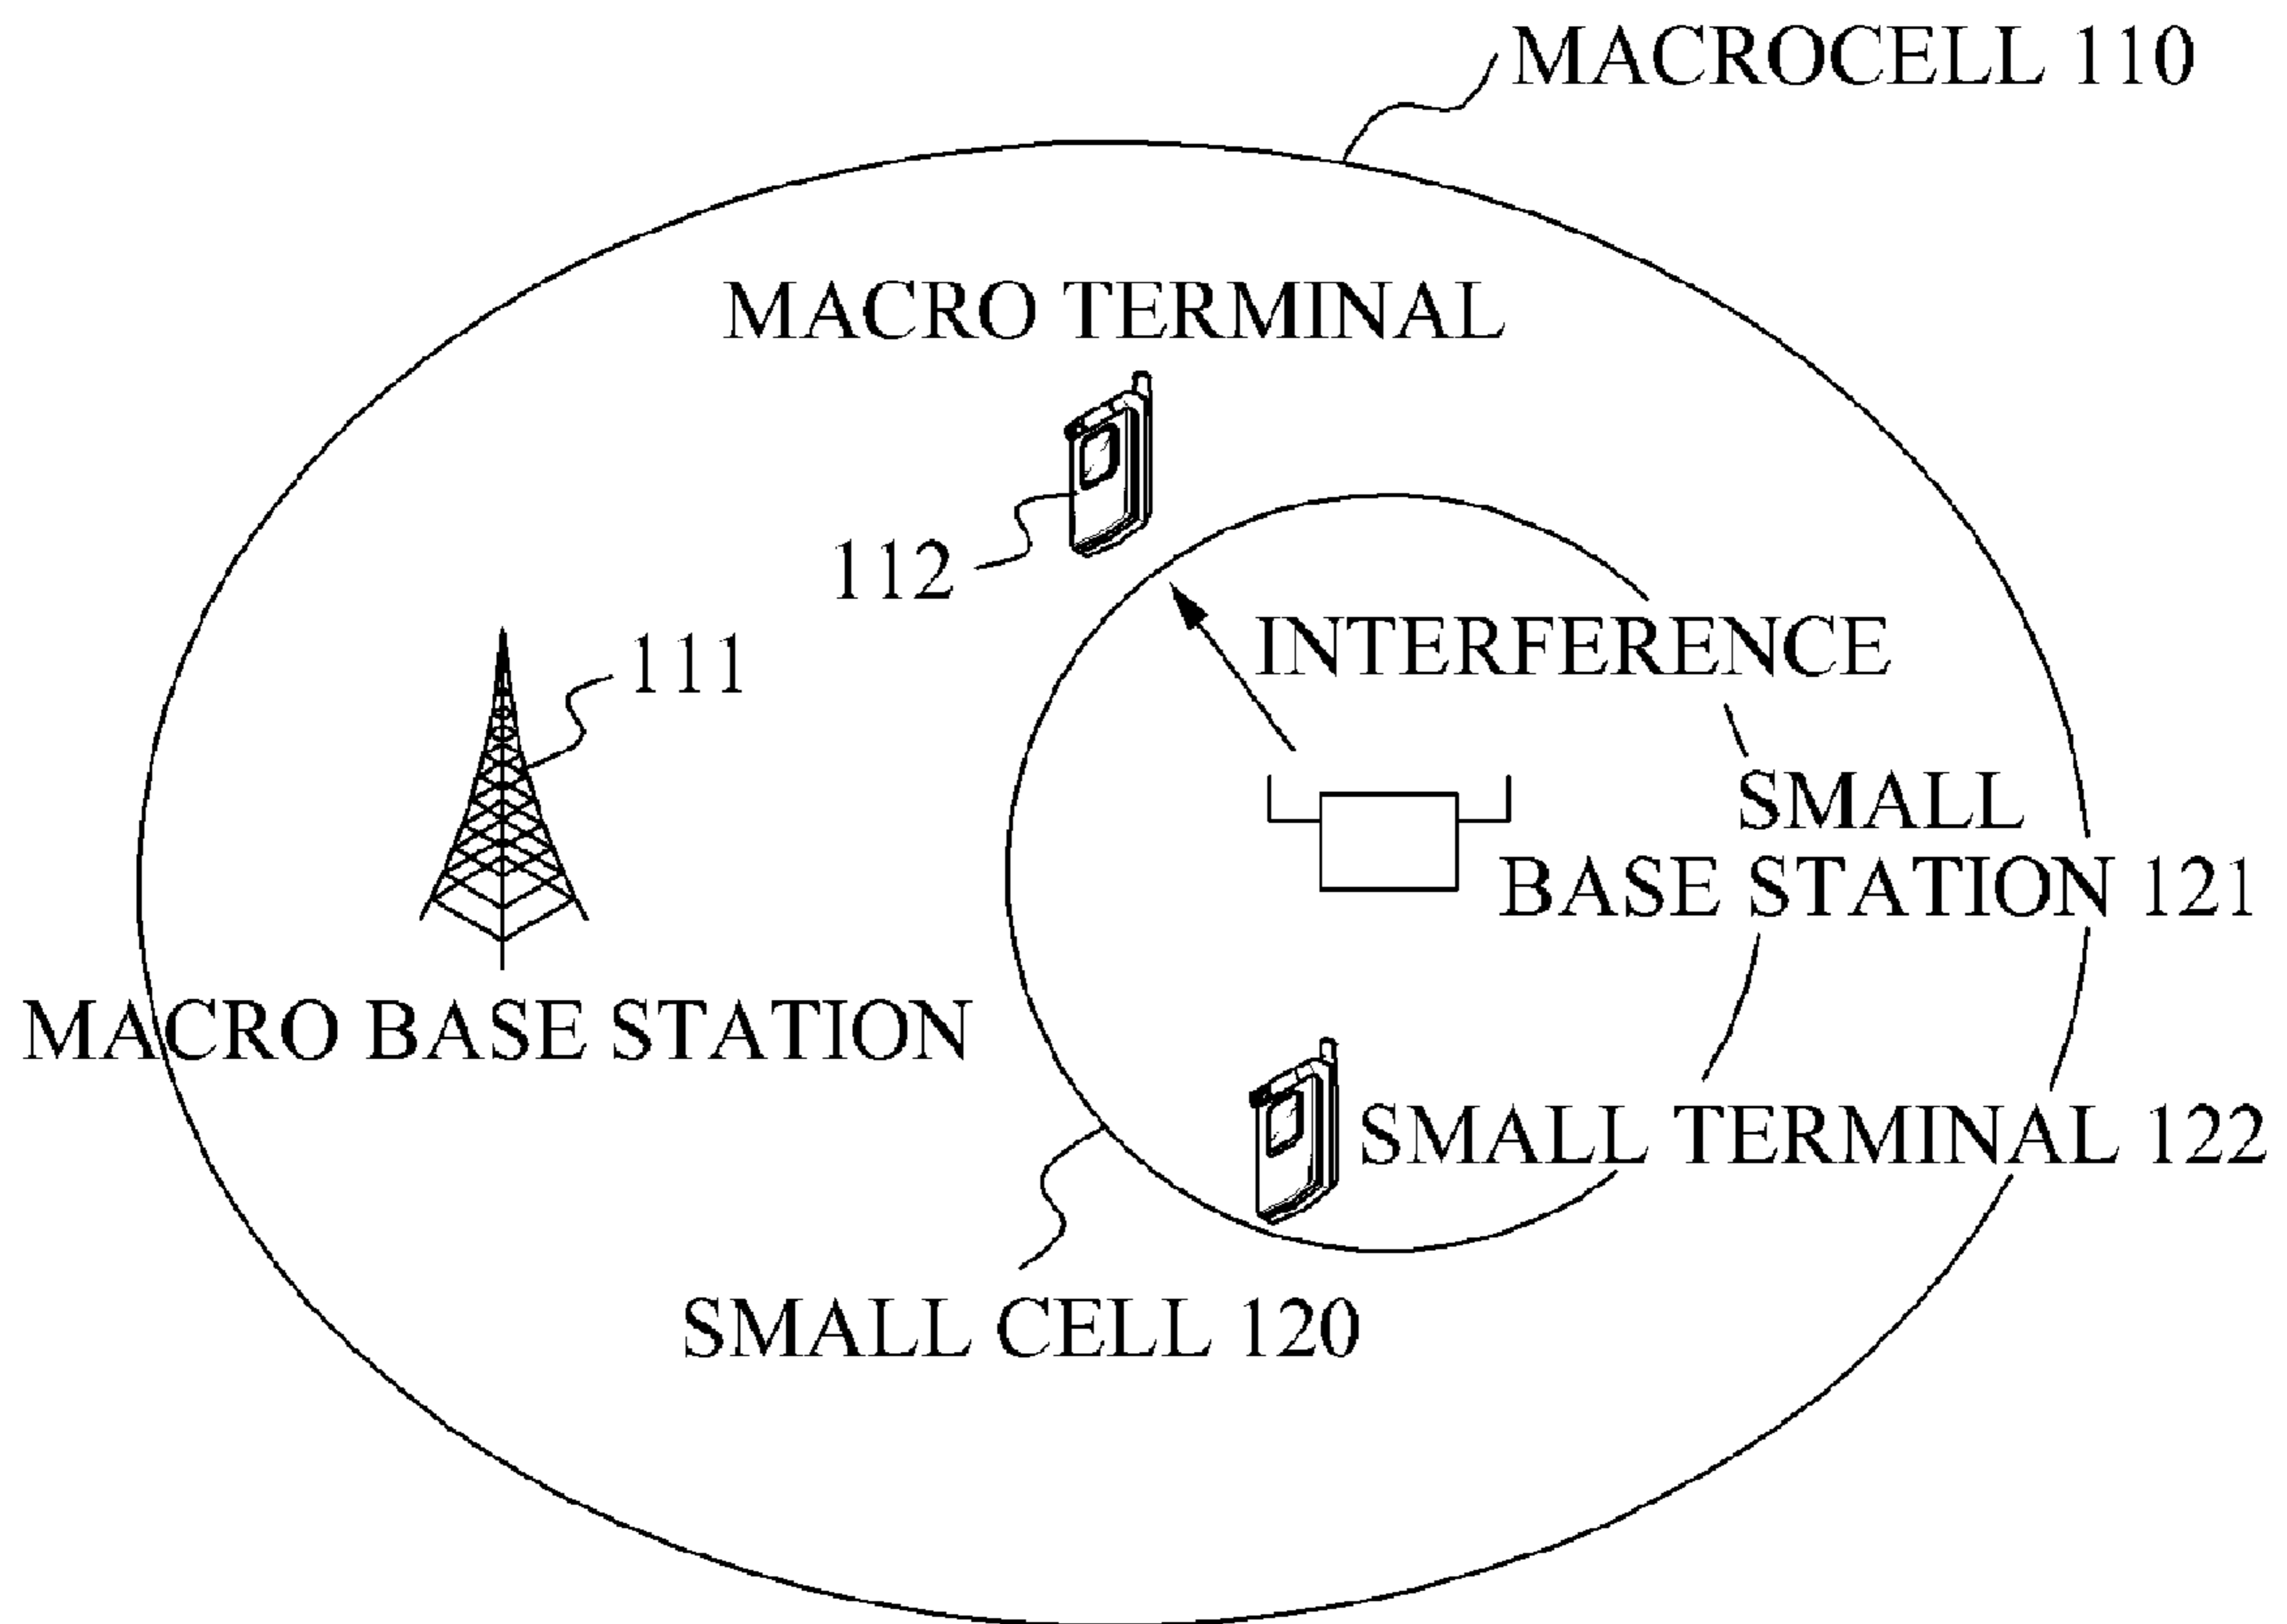 MACROCELL 110
MACRO TERMINAL
112
INTERFERENCE
111
SMALL
BASE STATION 121
MACRO BASE STATION
SMALL TERMINAL 122
SMALL CELL 120